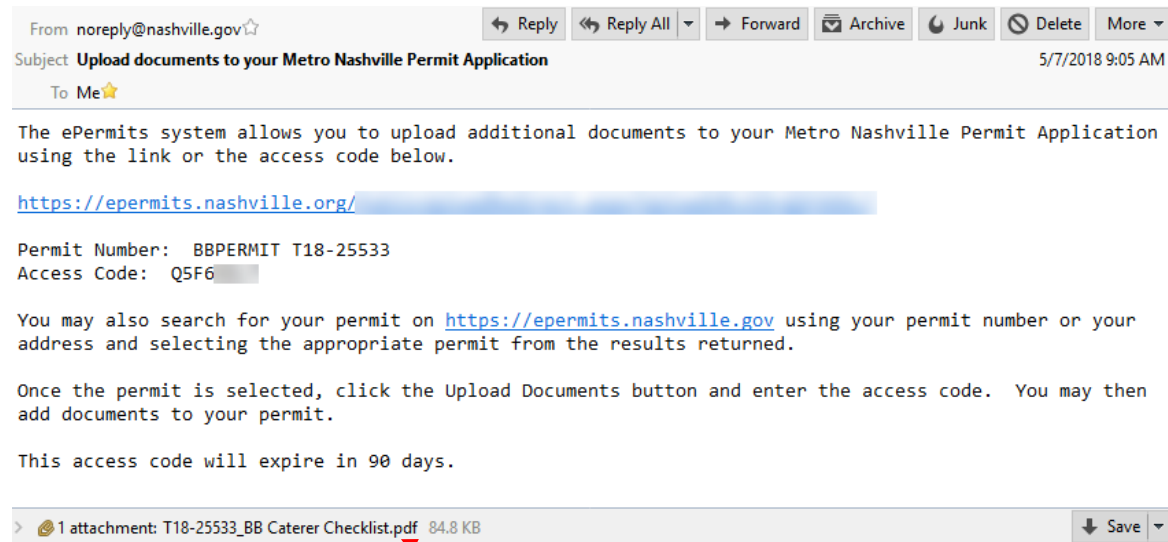 From noreply@nashville.gov
Reply Reply All Forward Archive Junk Delete More
Subject Upload documents to your Metro Nashville Permit Application 5/7/2018 9:05 AM
To Me
The ePermits system allows you to upload additional documents to your Metro Nashville Permit Application
using the link or the access code below.
https://epermits.nashville.org/
Permit Number: BBPERMIT T18-25533
Access Code: Q5F6
You may also search for your permit on https://epermits.nashville.gov using your permit number or your
address and selecting the appropriate permit from the results returned.
Once the permit is selected, click the Upload Documents button and enter the access code. You may then
add documents to your permit.
This access code will expire in 90 days.
1 attachment: T18-25533_BB Caterer Checklist.pdf 84.8 KB Save